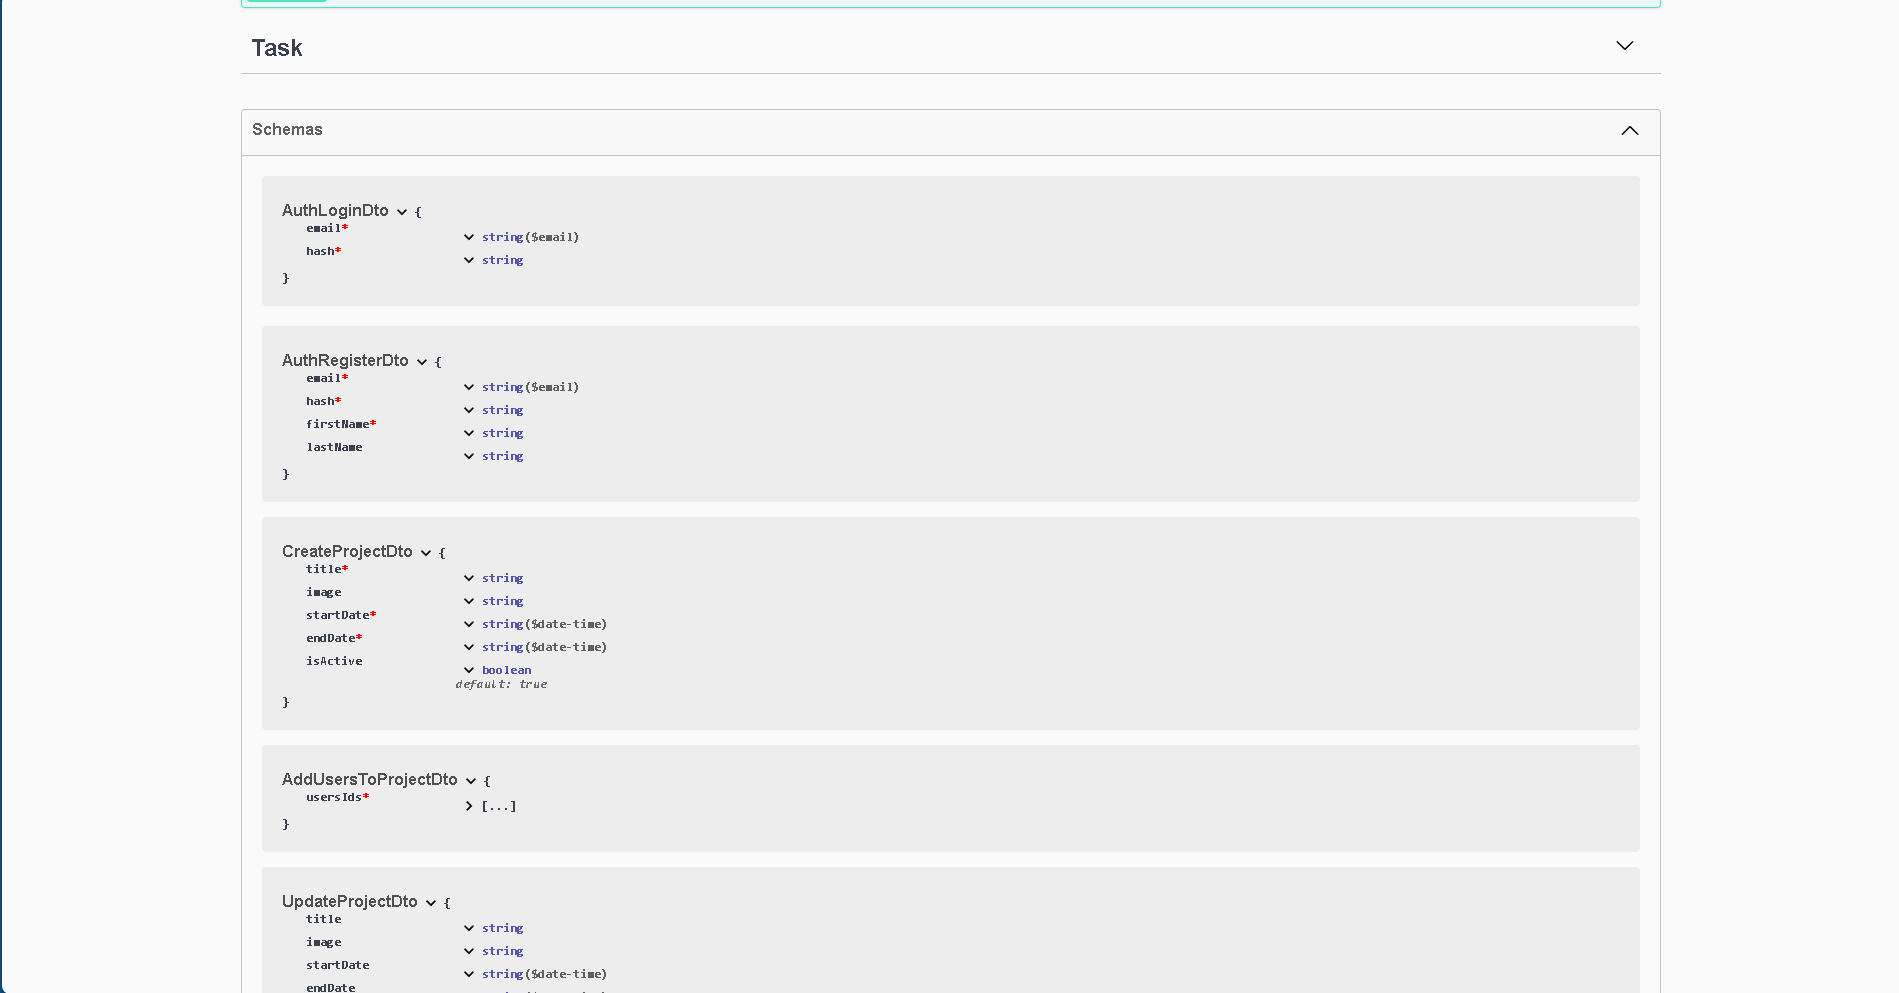 Task
Schemas
AuthLoginDto {
email* string($email)
hash* string
}
AuthRegisterDto {
email* string($email)
hash* string
firstName* string
lastName string
}
CreateProjectDto {
title* string
image string
startDate* string($date-time)
endDate* string($date-time)
isActive boolean
default: true
}
AddUsersToProjectDto {
usersIds* [...]
}
UpdateProjectDto {
title string
image string
startDate string($date-time)
endDate